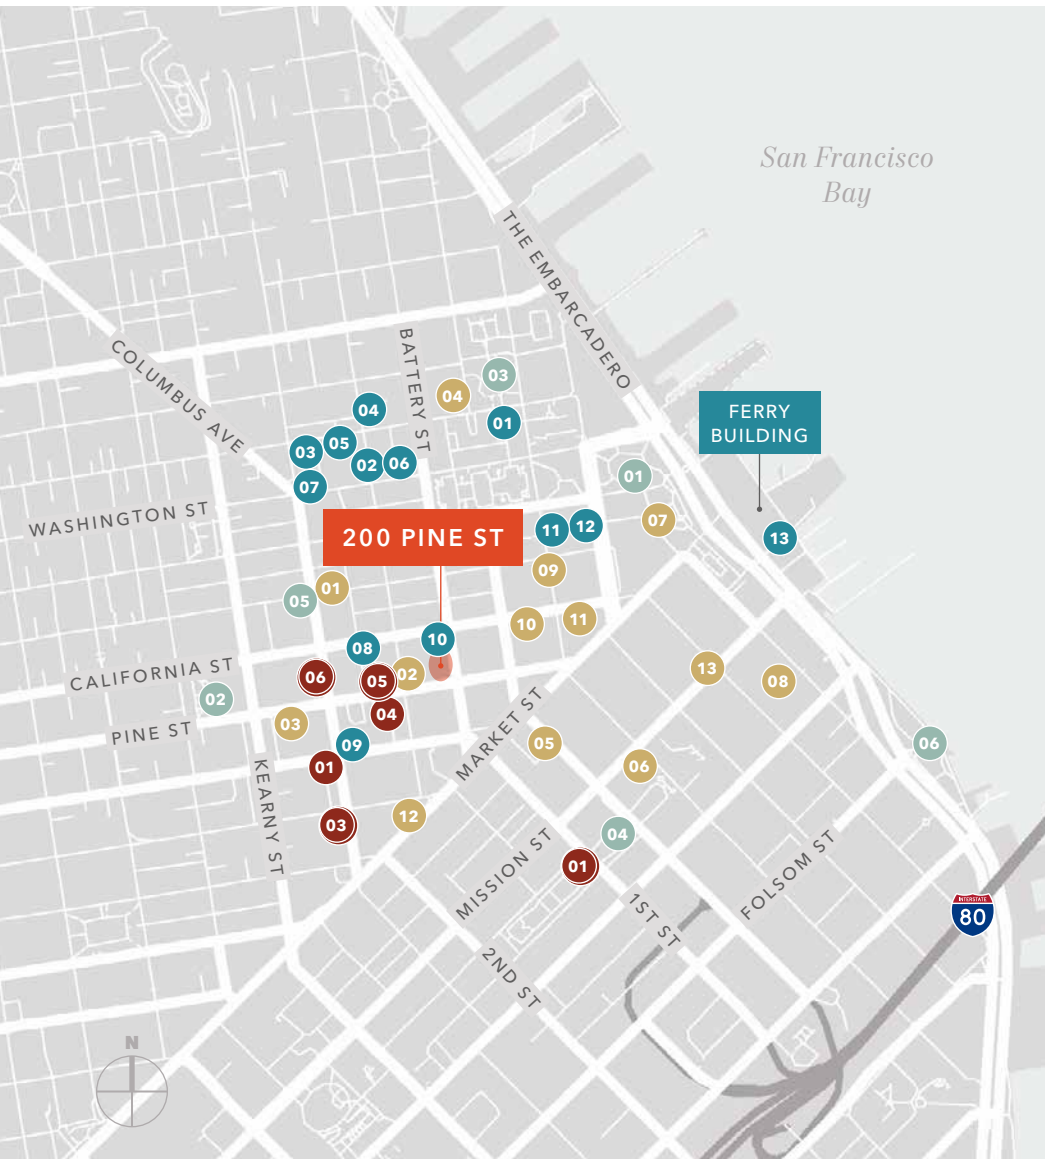 San Francisco
Bay
THE EMBARCADERO
BATTERY ST
COLUMBUS AVE
03
04
04
01
FERRY
BUILDING
05
03
02
06
07
01
WASHINGTON ST
07
200 PINE ST
11
12
13
09
05
01
10
11
10
08
CALIFORNIA ST
06
05
02
13
08
02
04
03
PINE ST
MARKET ST
09
05
06
01
06
KEARNY ST
12
03
04
MISSION ST
01
FOLSOM ST
1ST ST
INTERSTATE
80
2ND ST
N